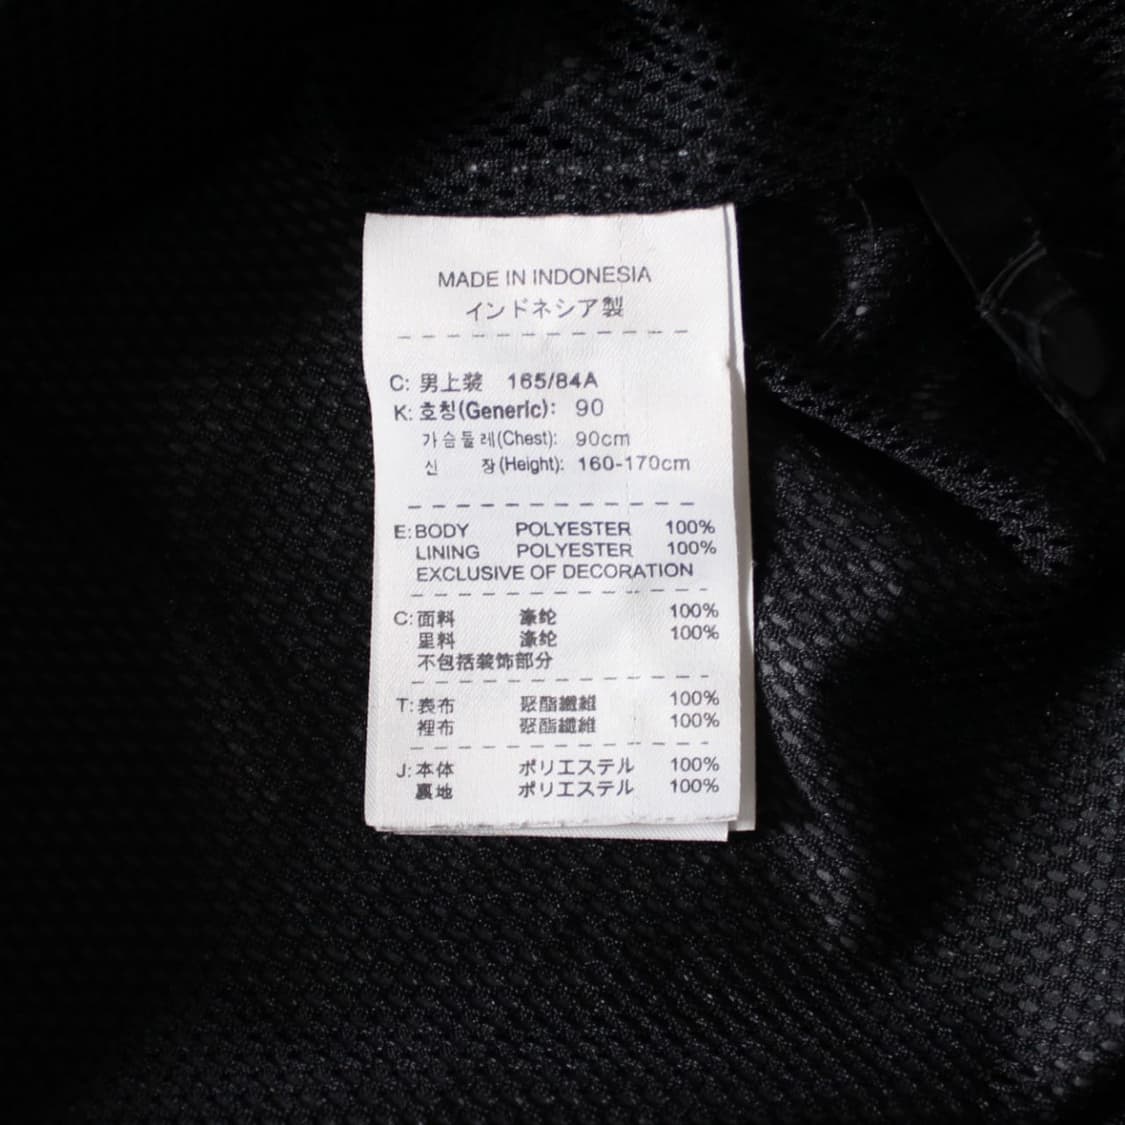 MADE IN INDONESIA
インドネシア製
C: 男上装 165/84A
K: 호칭(Generic): 90
가슴둘레(Chest): 90cm
신 장(Height): 160-170cm
E: BODY POLYESTER 100%
LINING POLYESTER 100%
EXCLUSIVE OF DECORATION
C: 面料 涤纶 100%
里料 涤纶 100%
不包括装饰部分
T: 表布 聚酯纖維 100%
裡布 聚酯纖維 100%
J: 本体 ポリエステル 100%
裏地 ポリエステル 100%